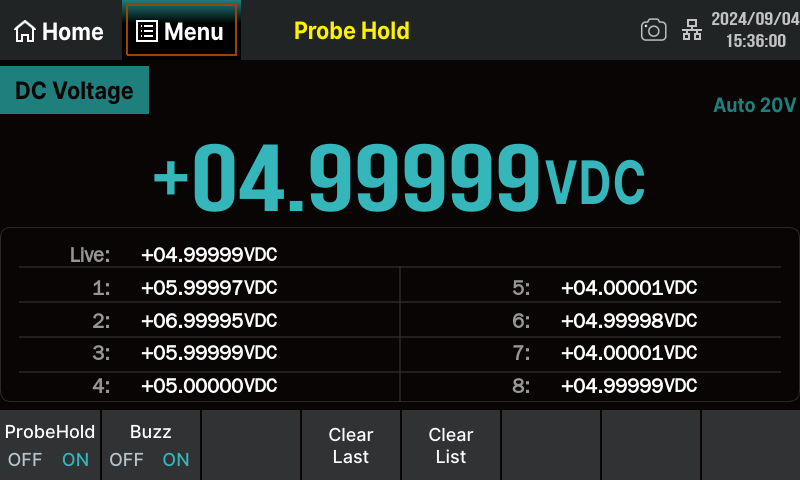 Home
Menu
Probe Hold
2024/09/04
15:36:00
DC Voltage
Auto 20V
+04.99999VDC
Live: +04.99999VDC
1: +05.99997VDC
2: +06.99995VDC
3: +05.99999VDC
4: +05.00000VDC
5: +04.00001VDC
6: +04.99998VDC
7: +04.00001VDC
8: +04.99999VDC
ProbeHold
OFF ON
Buzz
OFF ON
Clear
Last
Clear
List